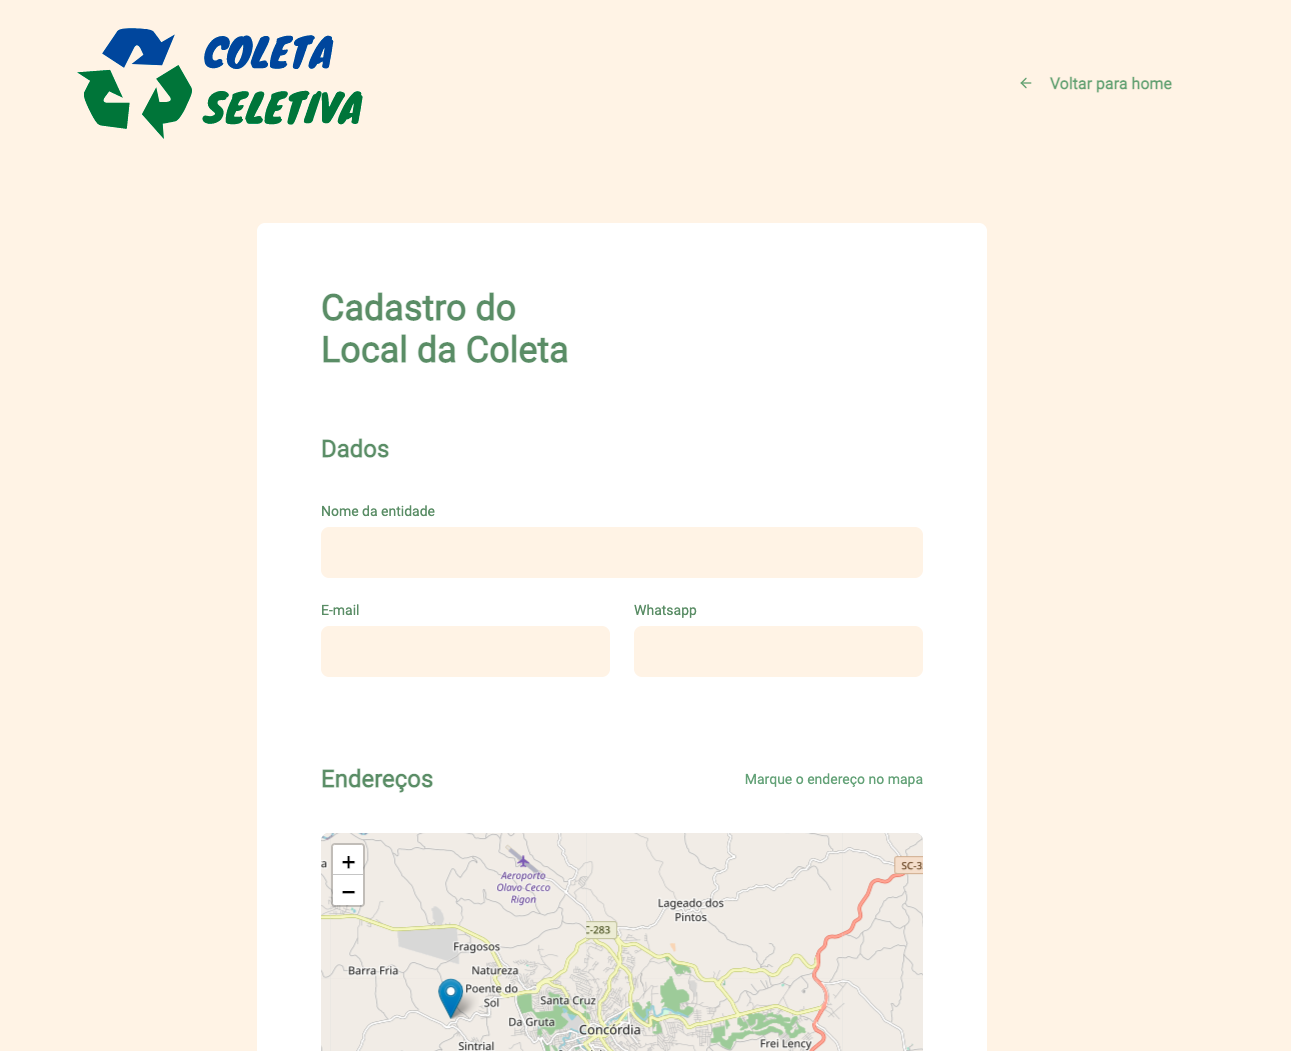 COLETA
SELETIVA
Voltar para home
Cadastro do
Local da Coleta
Dados
Nome da entidade
E-mail
Whatsapp
Endereços
Marque o endereço no mapa
+
−
Aeroporto
Olavo Cecco
Rigon
SC-3
Lageado dos
Pintos
-283
Fragosos
Barra Fria
Natureza
Poente do
Sol
Santa Cruz
Da Gruta
Concórdia
Sintrial
Frei Lency